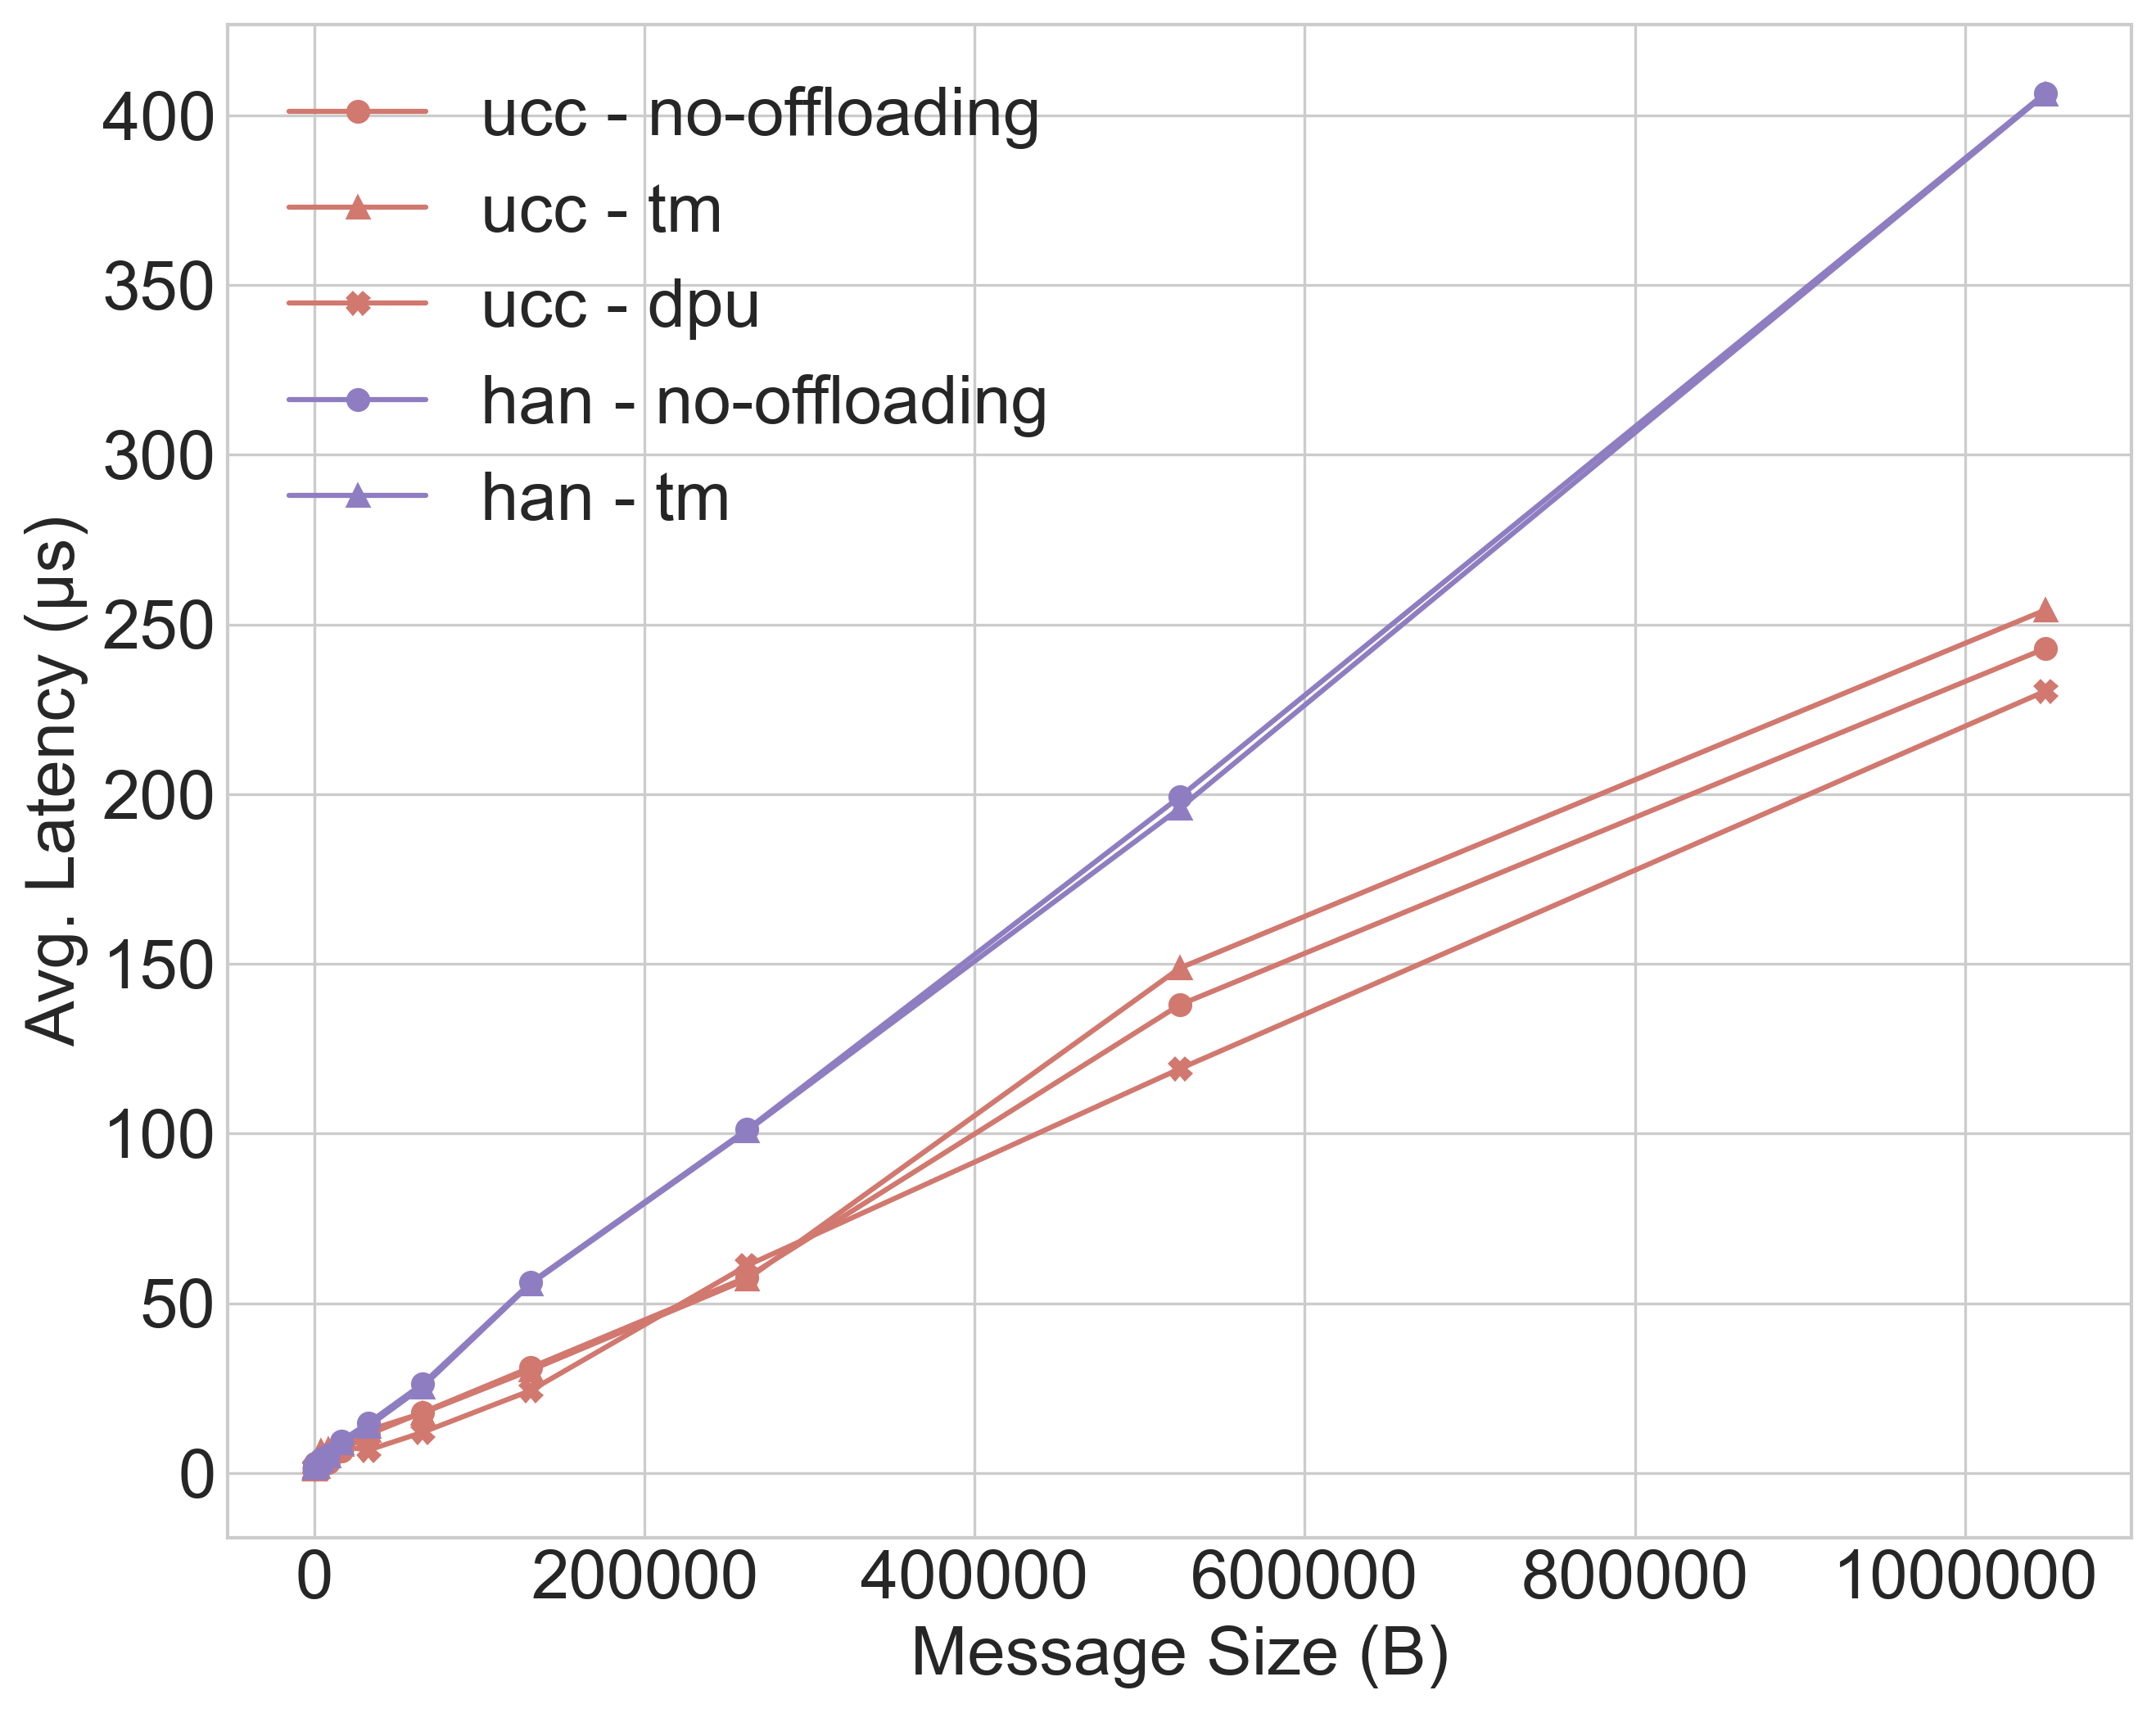 ucc - no-offloading
ucc - tm
ucc - dpu
han - no-offloading
han - tm
400
350
300
250
200
150
100
50
0
Avg. Latency (µs)
0 200000 400000 600000 800000 1000000
Message Size (B)